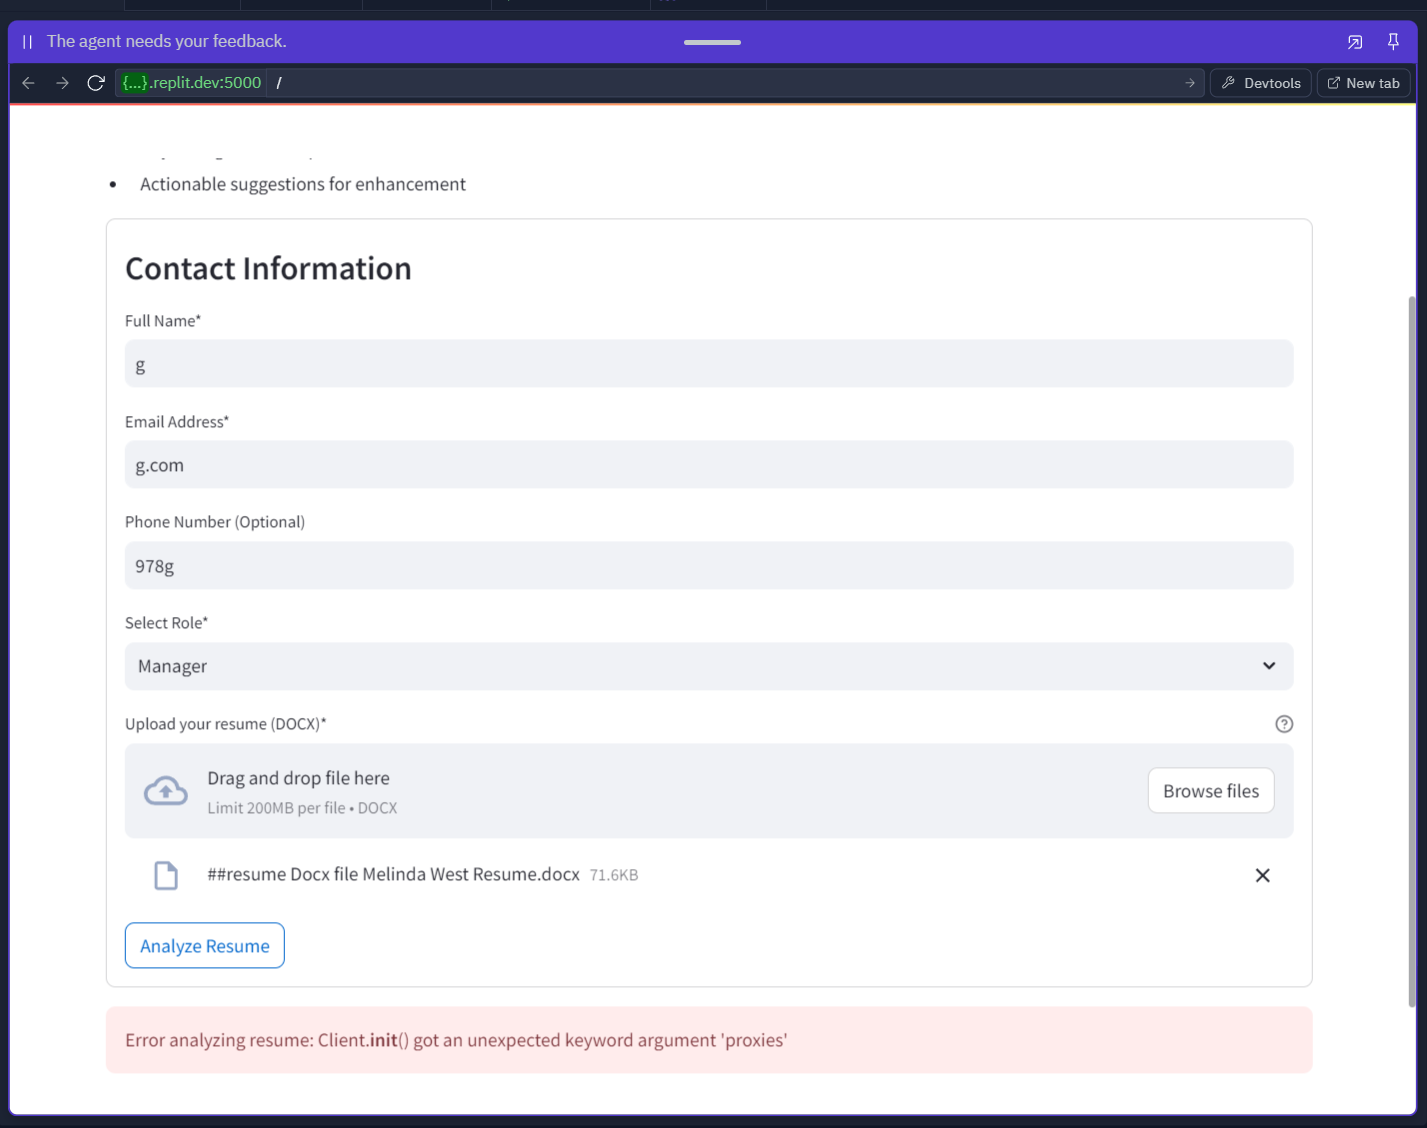 The agent needs your feedback.
{...}.replit.dev:5000 /
Devtools
New tab
• Actionable suggestions for enhancement
Contact Information
Full Name*
g
Email Address*
g.com
Phone Number (Optional)
978g
Select Role*
Manager
Upload your resume (DOCX)*
Drag and drop file here
Limit 200MB per file • DOCX
Browse files
##resume Docx file Melinda West Resume.docx 71.6KB
Analyze Resume
Error analyzing resume: Client.init() got an unexpected keyword argument 'proxies'